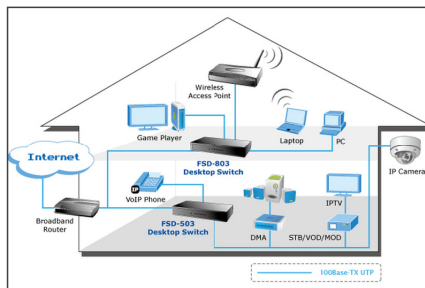 Wireless
Access Point
Game Player
Laptop
PC
FSD-803
Desktop Switch
Internet
IP Camera
IP
VoIP Phone
IPTV
Broadband
Router
FSD-503
Desktop Switch
DMA
STB/VOD/MOD
100Base-TX UTP